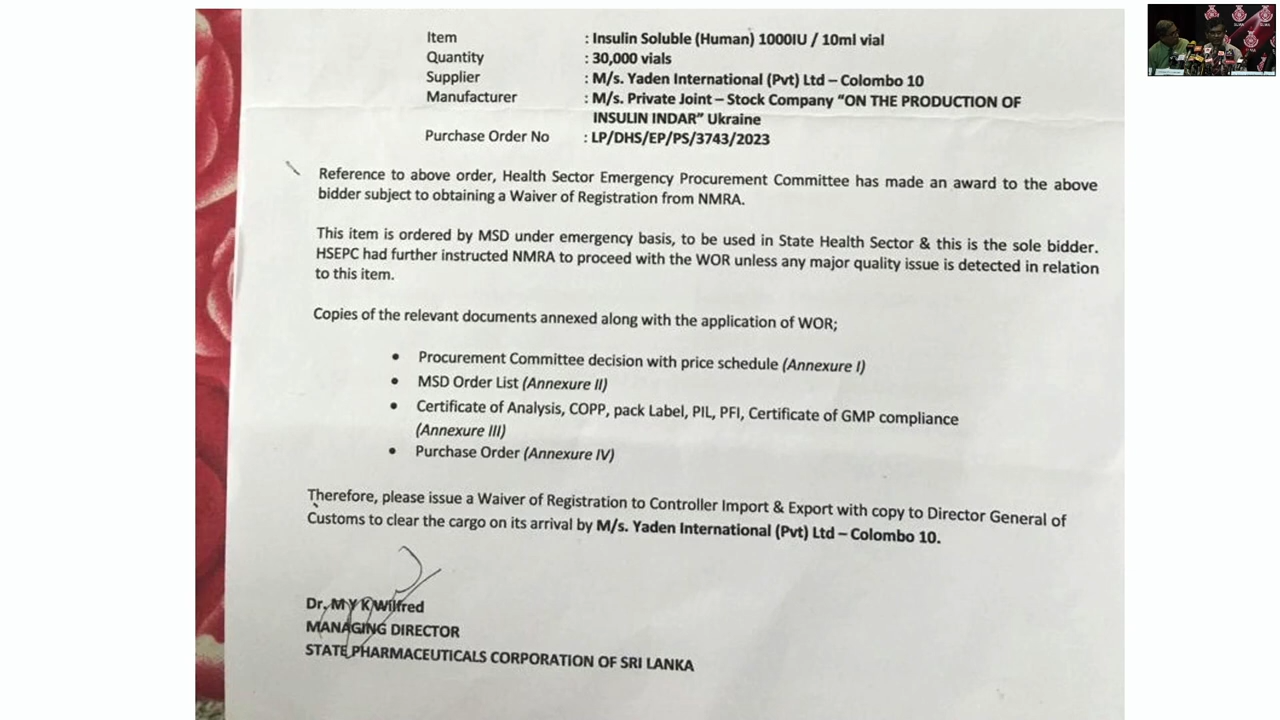 Item : Insulin Soluble (Human) 1000IU / 10ml vial
Quantity : 30,000 vials
Supplier : M/s. Yaden International (Pvt) Ltd – Colombo 10
Manufacturer : M/s. Private Joint – Stock Company “ON THE PRODUCTION OF
INSULIN INDAR” Ukraine
Purchase Order No : LP/DHS/EP/PS/3743/2023
Reference to above order, Health Sector Emergency Procurement Committee has made an award to the above
bidder subject to obtaining a Waiver of Registration from NMRA.
This item is ordered by MSD under emergency basis, to be used in State Health Sector & this is the sole bidder.
HSEPC had further instructed NMRA to proceed with the WOR unless any major quality issue is detected in relation
to this item.
Copies of the relevant documents annexed along with the application of WOR;
• Procurement Committee decision with price schedule (Annexure I)
• MSD Order List (Annexure II)
• Certificate of Analysis, COPP, pack Label, PIL, PFI, Certificate of GMP compliance
(Annexure III)
• Purchase Order (Annexure IV)
Therefore, please issue a Waiver of Registration to Controller Import & Export with copy to Director General of
Customs to clear the cargo on its arrival by M/s. Yaden International (Pvt) Ltd – Colombo 10.
Dr. M Y K Wilfred
MANAGING DIRECTOR
STATE PHARMACEUTICALS CORPORATION OF SRI LANKA